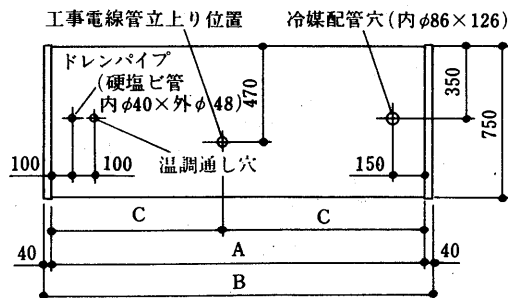 工事電線管立上り位置
冷媒配管穴(内φ86×126)
ドレンパイプ
(硬塩ビ管
内φ40×外φ48)
470
350
750
100
100
温調通し穴
150
C
C
40
A
40
B